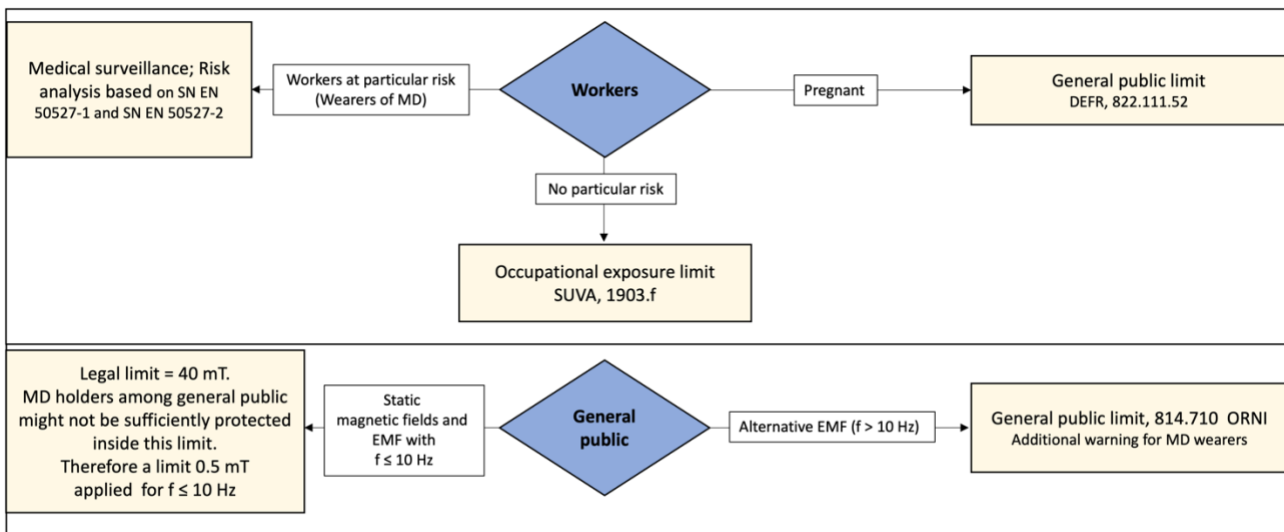 Medical surveillance; Risk
analysis based on SN EN
50527-1 and SN EN 50527-2
Workers at particular risk
(Wearers of MD)
Workers
Pregnant
General public limit
DEFR, 822.111.52
No particular risk
Occupational exposure limit
SUVA, 1903.f
Legal limit = 40 mT.
MD holders among general public
might not be sufficiently protected
inside this limit.
Therefore a limit 0.5 mT
applied for f ≤ 10 Hz
Static
magnetic fields and
EMF with
f ≤ 10 Hz
General
public
Alternative EMF (f > 10 Hz)
General public limit, 814.710 ORNI
Additional warning for MD wearers